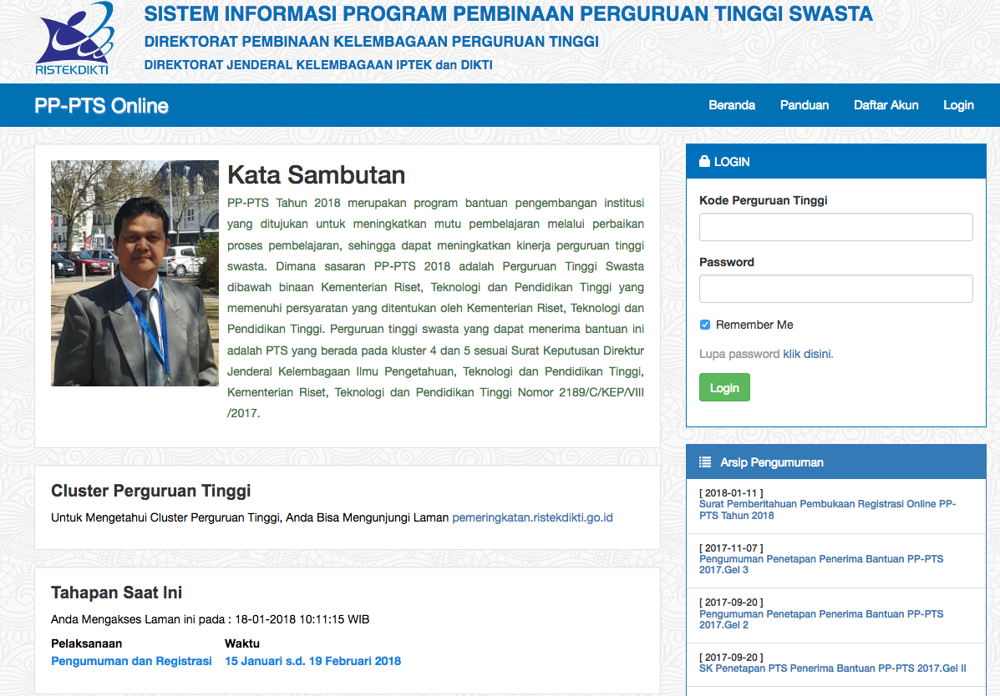 SISTEM INFORMASI PROGRAM PEMBINAAN PERGURUAN TINGGI SWASTA
DIREKTORAT PEMBINAAN KELEMBAGAAN PERGURUAN TINGGI
DIREKTORAT JENDERAL KELEMBAGAAN IPTEK dan DIKTI
RISTEKDIKTI
PP-PTS Online
Beranda
Panduan
Daftar Akun
Login
Kata Sambutan
PP-PTS Tahun 2018 merupakan program bantuan pengembangan institusi
yang ditujukan untuk meningkatkan mutu pembelajaran melalui perbaikan
proses pembelajaran, sehingga dapat meningkatkan kinerja perguruan tinggi
swasta. Dimana sasaran PP-PTS 2018 adalah Perguruan Tinggi Swasta
dibawah binaan Kementerian Riset, Teknologi dan Pendidikan Tinggi yang
memenuhi persyaratan yang ditentukan oleh Kementerian Riset, Teknologi dan
Pendidikan Tinggi. Perguruan tinggi swasta yang dapat menerima bantuan ini
adalah PTS yang berada pada kluster 4 dan 5 sesuai Surat Keputusan Direktur
Jenderal Kelembagaan Ilmu Pengetahuan, Teknologi dan Pendidikan Tinggi,
Kementerian Riset, Teknologi dan Pendidikan Tinggi Nomor 2189/C/KEP/VIII
/2017.
Cluster Perguruan Tinggi
Untuk Mengetahui Cluster Perguruan Tinggi, Anda Bisa Mengunjungi Laman pemeringkatan.ristekdikti.go.id
Tahapan Saat Ini
Anda Mengakses Laman ini pada : 18-01-2018 10:11:15 WIB
Pelaksanaan Waktu
Pengumuman dan Registrasi 15 Januari s.d. 19 Februari 2018
LOGIN
Kode Perguruan Tinggi
Password
Remember Me
Lupa password klik disini.
Login
Arsip Pengumuman
[ 2018-01-11 ]
Surat Pemberitahuan Pembukaan Registrasi Online PP-
PTS Tahun 2018
[ 2017-11-07 ]
Pengumuman Penetapan Penerima Bantuan PP-PTS
2017.Gel 3
[ 2017-09-20 ]
Pengumuman Penetapan Penerima Bantuan PP-PTS
2017.Gel 2
[ 2017-09-20 ]
SK Penetapan PTS Penerima Bantuan PP-PTS 2017.Gel II